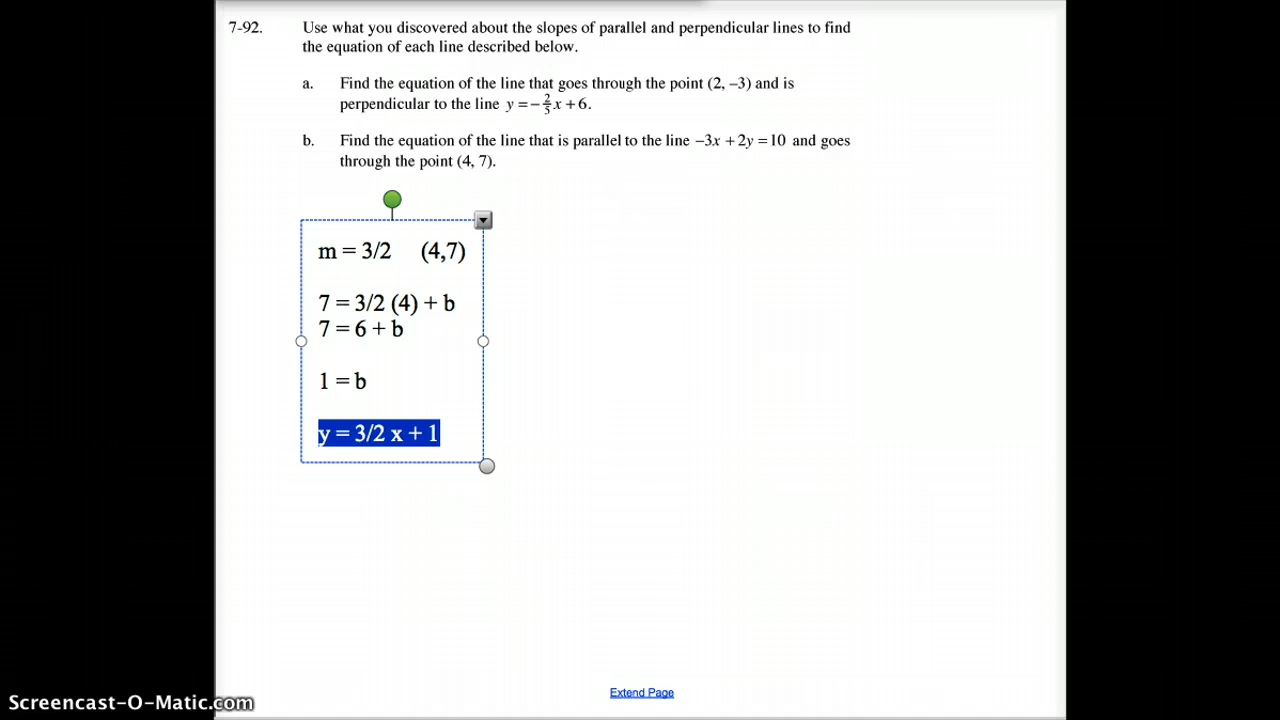 7-92. Use what you discovered about the slopes of parallel and perpendicular lines to find
the equation of each line described below.
a. Find the equation of the line that goes through the point (2, –3) and is
perpendicular to the line y = –2/5 x + 6.
b. Find the equation of the line that is parallel to the line –3x + 2y = 10 and goes
through the point (4, 7).
m = 3/2 (4,7)
7 = 3/2 (4) + b
7 = 6 + b
1 = b
y = 3/2 x + 1
Extend Page
Screencast-O-Matic.com